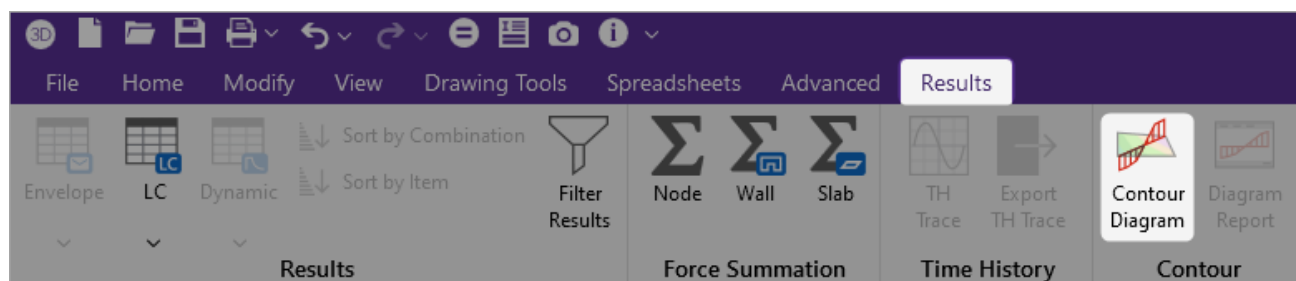 3D
File Home Modify View Drawing Tools Spreadsheets Advanced Results
Sort by Combination
LC
Sort by Item
Envelope LC Dynamic Filter Results Node Wall Slab TH Trace Export TH Trace Contour Diagram Diagram Report
Results Force Summation Time History Contour